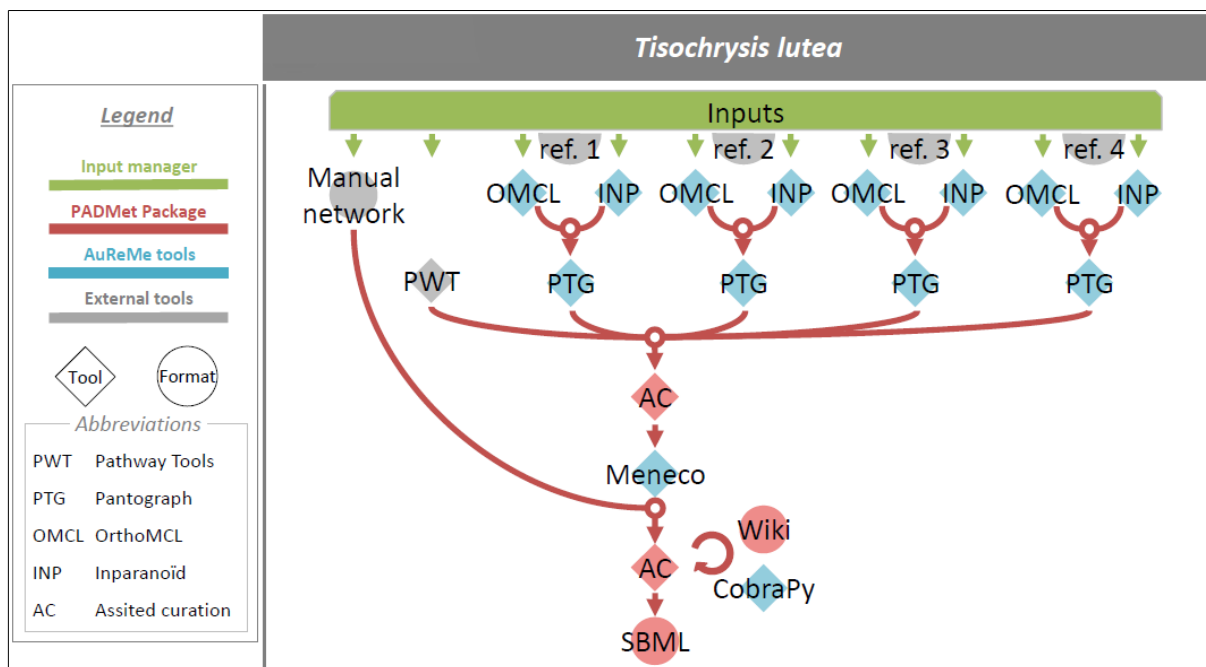 Tisochrysis lutea
Legend
Input manager
PADMet Package
AuReMe tools
External tools
Tool
Format
Abbreviations
PWT Pathway Tools
PTG Pantograph
OMCL OrthoMCL
INP Inparanoïd
AC Assited curation
Inputs
ref. 1 ref. 2 ref. 3 ref. 4
Manual
network
OMCL INP OMCL INP OMCL INP OMCL INP
PWT PTG PTG PTG PTG
AC
Meneco
Wiki
AC
CobraPy
SBML